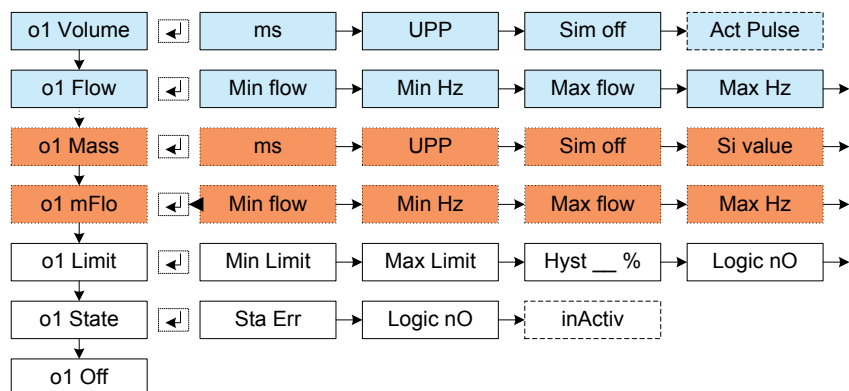 o1 Volume ms UPP Sim off Act Pulse
o1 Flow Min flow Min Hz Max flow Max Hz
o1 Mass ms UPP Sim off Si value
o1 mFlo Min flow Min Hz Max flow Max Hz
o1 Limit Min Limit Max Limit Hyst __ % Logic nO
o1 State Sta Err Logic nO inActiv
o1 Off